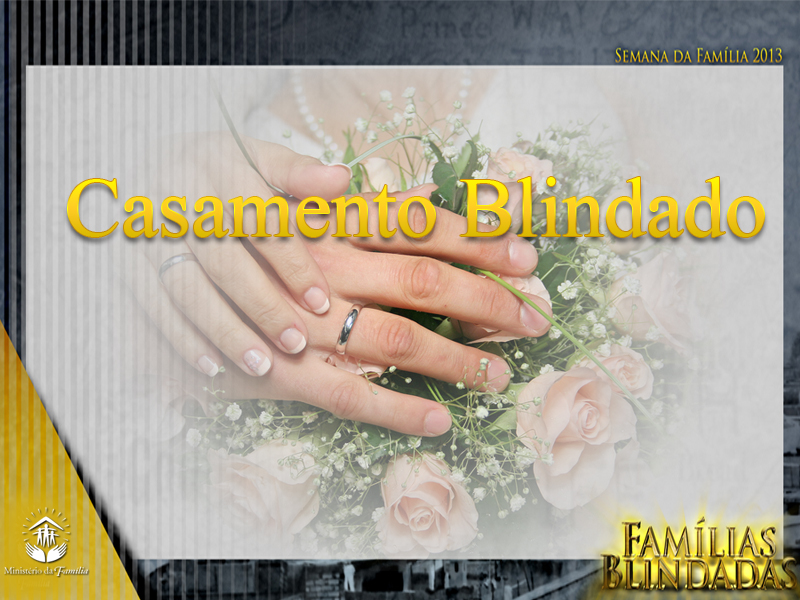 SEMANA DA FAMÍLIA 2013
Casamento Blindado
Ministério da Família
FAMÍLIAS
BLINDADAS